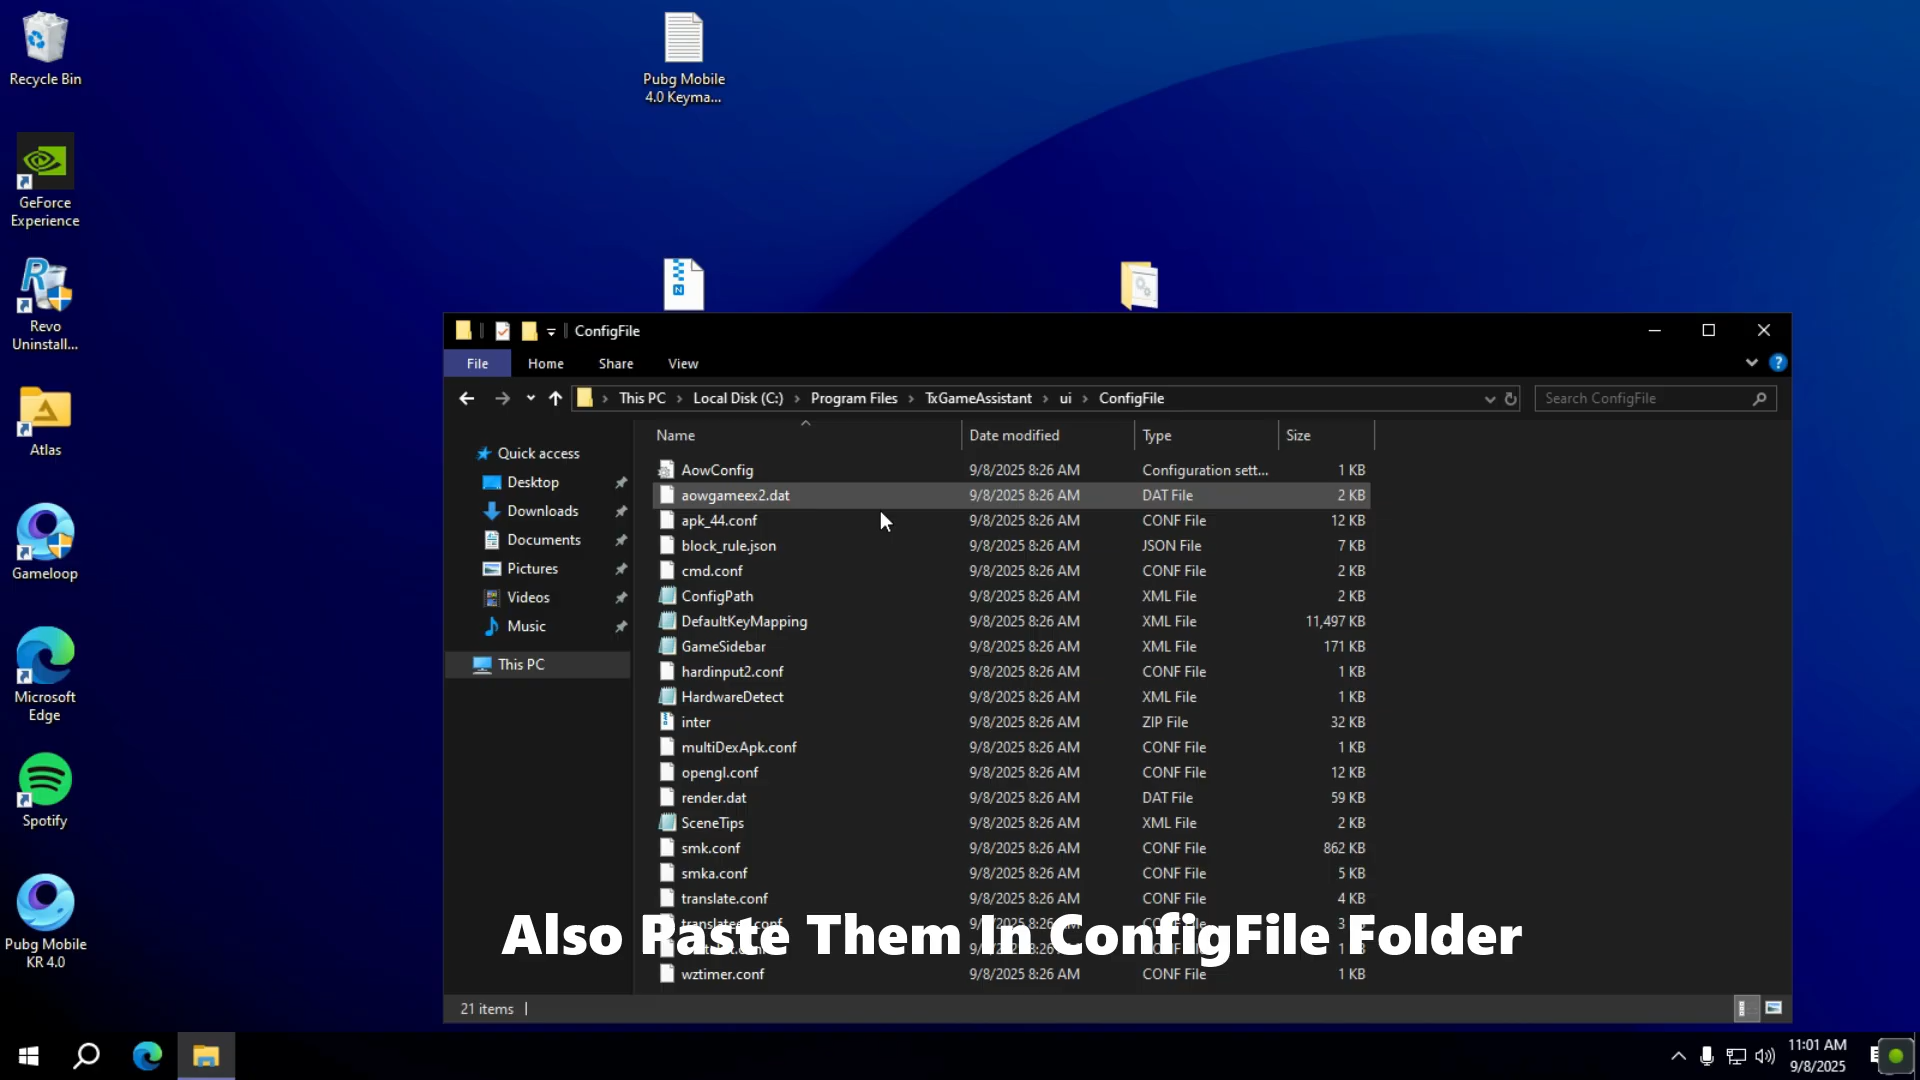 Recycle Bin
Pubg Mobile
4.0 Keyma...
GeForce
Experience
Revo
Uninstall...
Atlas
Gameloop
Microsoft
Edge
Spotify
Pubg Mobile
KR 4.0
ConfigFile
File Home Share View
This PC Local Disk (C:) Program Files TxGameAssistant ui ConfigFile
Search ConfigFile
Quick access
Desktop
Downloads
Documents
Pictures
Videos
Music
This PC
Name Date modified Type Size
AowConfig 9/8/2025 8:26 AM Configuration sett... 1 KB
aowgameex2.dat 9/8/2025 8:26 AM DAT File 2 KB
apk_44.conf 9/8/2025 8:26 AM CONF File 12 KB
block_rule.json 9/8/2025 8:26 AM JSON File 7 KB
cmd.conf 9/8/2025 8:26 AM CONF File 2 KB
ConfigPath 9/8/2025 8:26 AM XML File 2 KB
DefaultKeyMapping 9/8/2025 8:26 AM XML File 11,497 KB
GameSidebar 9/8/2025 8:26 AM XML File 171 KB
hardinput2.conf 9/8/2025 8:26 AM CONF File 1 KB
HardwareDetect 9/8/2025 8:26 AM XML File 1 KB
inter 9/8/2025 8:26 AM ZIP File 32 KB
multiDexApk.conf 9/8/2025 8:26 AM CONF File 1 KB
opengl.conf 9/8/2025 8:26 AM CONF File 12 KB
render.dat 9/8/2025 8:26 AM DAT File 59 KB
SceneTips 9/8/2025 8:26 AM XML File 2 KB
smk.conf 9/8/2025 8:26 AM CONF File 862 KB
smka.conf 9/8/2025 8:26 AM CONF File 5 KB
translate.conf 9/8/2025 8:26 AM CONF File 4 KB
Also Paste Them In ConfigFile Folder
wztimer.conf 9/8/2025 8:26 AM CONF File 1 KB
21 items
11:01 AM
9/8/2025